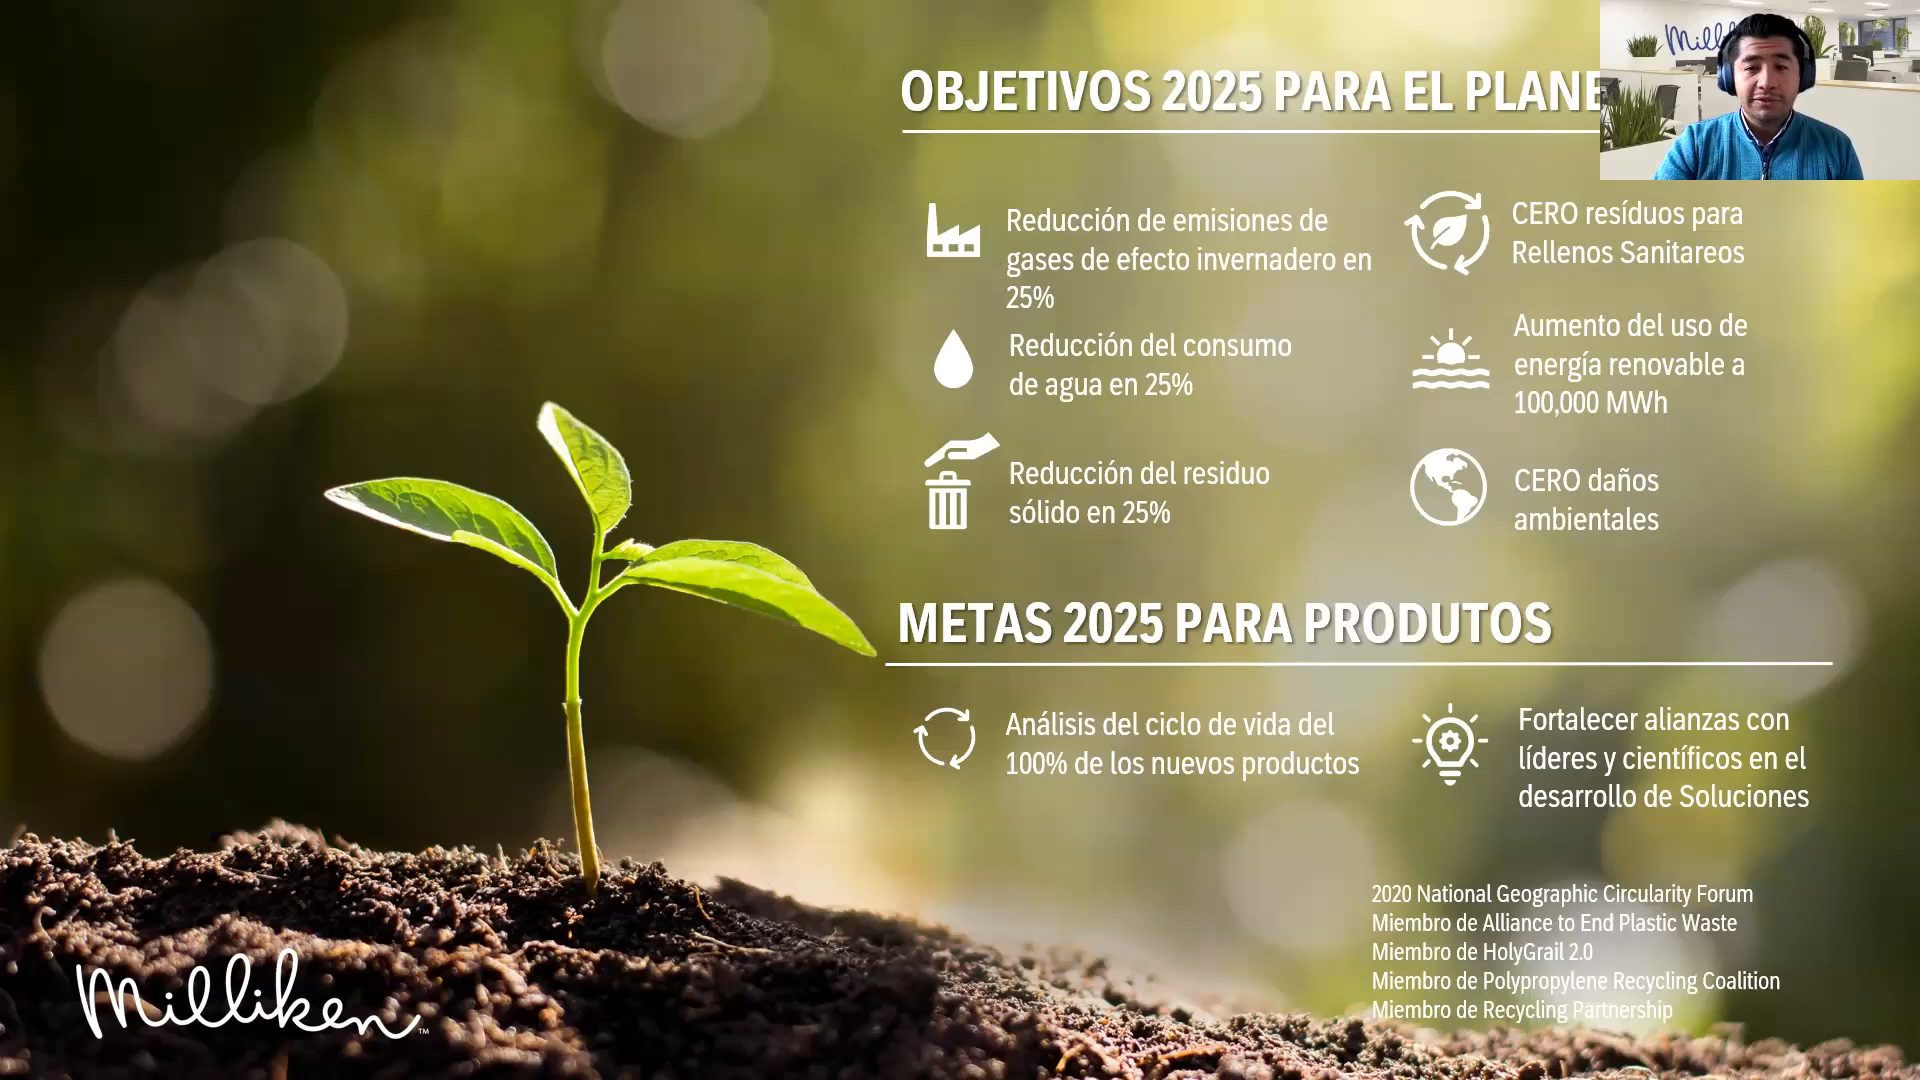 OBJETIVOS 2025 PARA EL PLANE
Reducción de emisiones de
gases de efecto invernadero en
25%
CERO resíduos para
Rellenos Sanitareos
Reducción del consumo
de agua en 25%
Aumento del uso de
energía renovable a
100,000 MWh
Reducción del residuo
sólido en 25%
CERO daños
ambientales
METAS 2025 PARA PRODUTOS
Análisis del ciclo de vida del
100% de los nuevos productos
Fortalecer alianzas con
líderes y científicos en el
desarrollo de Soluciones
2020 National Geographic Circularity Forum
Miembro de Alliance to End Plastic Waste
Miembro de HolyGrail 2.0
Miembro de Polypropylene Recycling Coalition
Miembro de Recycling Partnership
Milliken™